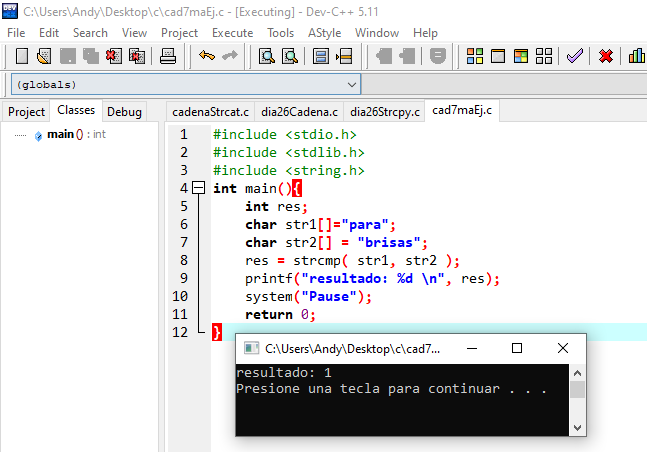 DEV
C:\Users\Andy\Desktop\c\cad7maEj.c - [Executing] - Dev-C++ 5.11
File Edit Search View Project Execute Tools AStyle Window Help
(globals)
Project Classes Debug
cadenaStrcat.c dia26Cadena.c dia26Strcpy.c cad7maEj.c
main () : int
1 #include <stdio.h>
2 #include <stdlib.h>
3 #include <string.h>
4 int main(){
5 int res;
6 char str1[]="para";
7 char str2[] = "brisas";
8 res = strcmp( str1, str2 );
9 printf("resultado: %d \n", res);
10 system("Pause");
11 return 0;
12 }
C:\Users\Andy\Desktop\c\cad7...
resultado: 1
Presione una tecla para continuar . . .